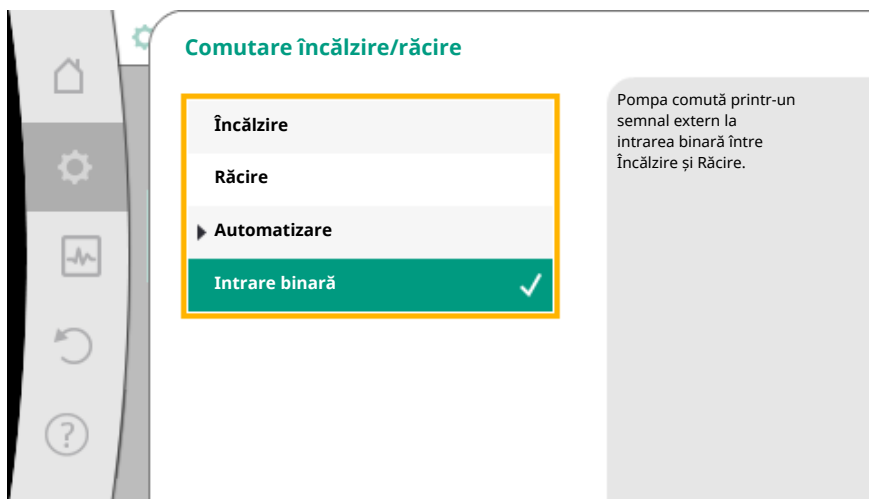 Comutare încălzire/răcire
Încălzire
Răcire
Automatizare
Intrare binară
Pompa comută printr-un
semnal extern la
intrarea binară între
Încălzire și Răcire.
?